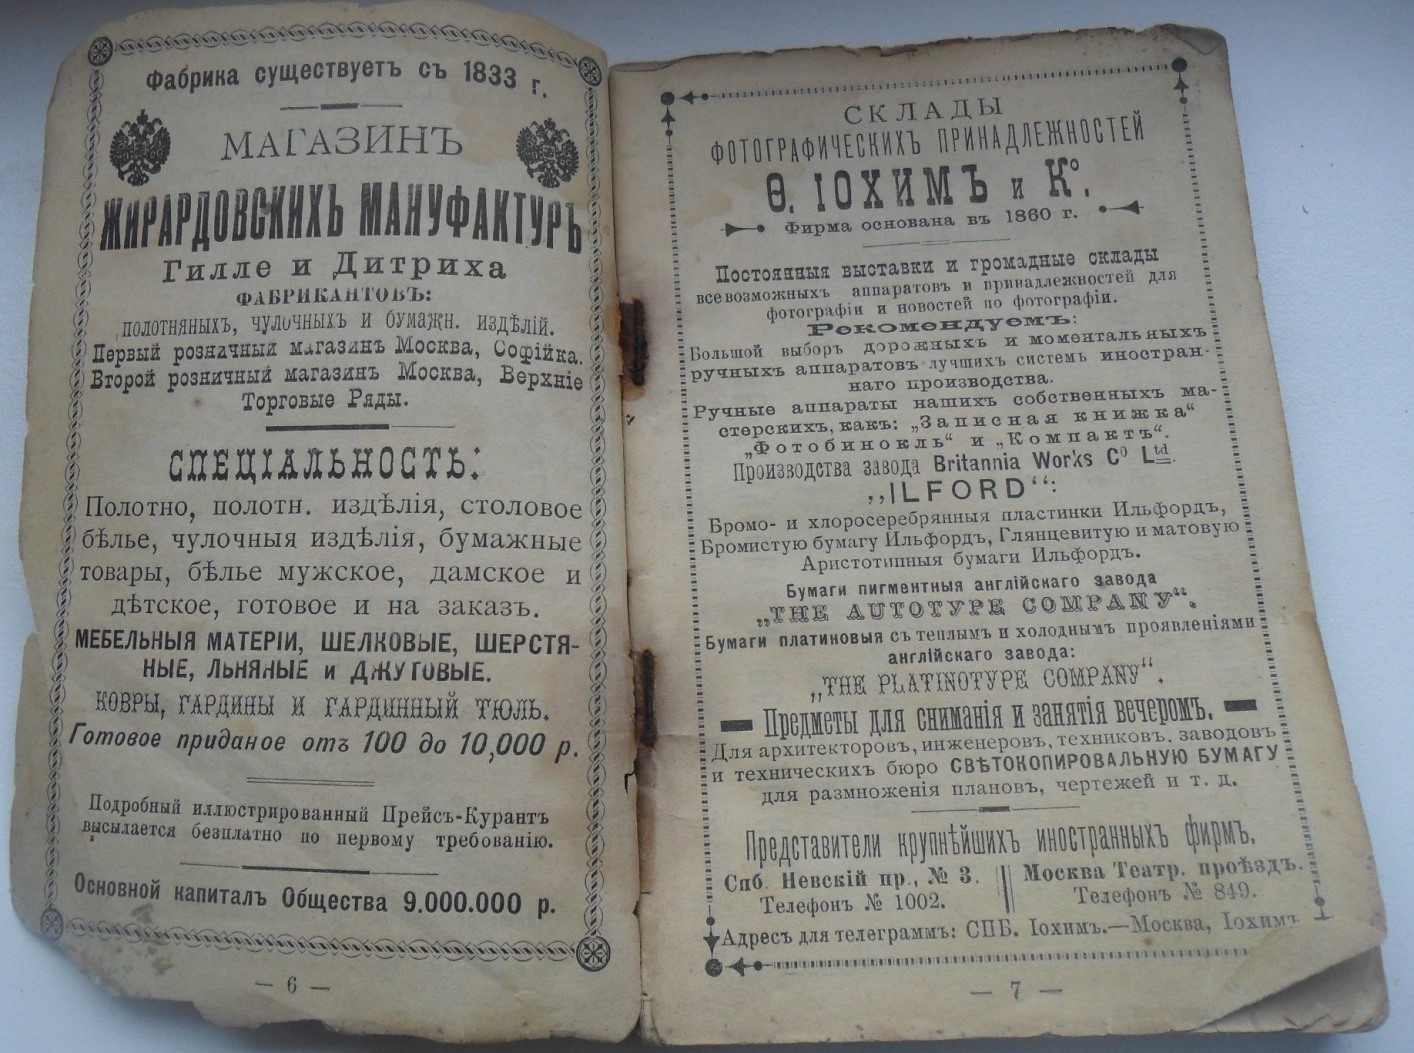 Фабрика существуетъ съ 1833 г.
МАГАЗИНЪ
ЖИРАРДОВСКИХЪ МАНУФАКТУРЪ
Гилле и Дитриха
ФАБРИКАНТОВЪ:
ПОЛОТНЯНЫХЪ, ЧУЛОЧНЫХЪ И БУМАЖН. ИЗДѢЛІЙ.
Первый розничный магазинъ Москва, Софійка.
Второй розничный магазинъ Москва, Верхніе
Торговые Ряды.
СПЕЦІАЛЬНОСТЬ:
Полотно, полотн. издѣлія, столовое
бѣлье, чулочныя издѣлія, бумажные
товары, бѣлье мужское, дамское и
дѣтское, готовое и на заказъ.
МЕБЕЛЬНЫЯ МАТЕРІИ, ШЕЛКОВЫЕ, ШЕРСТЯ-
НЫЕ, ЛЬНЯНЫЕ и ДЖУТОВЫЕ.
КОВРЫ, ГАРДИНЫ И ГАРДИННЫЙ ТЮЛЬ.
Готовое приданое отъ 100 до 10,000 р.
Подробный иллюстрированный Прейсъ-Курантъ
высылается безплатно по первому требованію.
Основной капиталъ Общества 9.000.000 р.
— 6 —
СКЛАДЫ
ФОТОГРАФИЧЕСКИХЪ ПРИНАДЛЕЖНОСТЕЙ
Ѳ. ІОХИМЪ и Ко.
Фирма основана въ 1860 г.
Постоянныя выставки и громадные склады
всевозможныхъ аппаратовъ и принадлежностей для
фотографіи и новостей по фотографіи.
Рекомендуемъ:
Большой выборъ дорожныхъ и моментальныхъ
ручныхъ аппаратовъ лучшихъ системъ иностран-
наго производства.
Ручные аппараты нашихъ собственныхъ ма-
стерскихъ, какъ: „Записная книжка“
„Фотобинокль“ и „Компактъ“.
Производства завода Britannia Works Co Ltd.
„ILFORD“:
Бромо- и хлоросеребрянныя пластинки Ильфордъ,
Бромистую бумагу Ильфордъ, Глянцевитую и матовую
Аристотипныя бумаги Ильфордъ.
Бумаги пигментныя англійскаго завода
„THE AUTOTYPE COMPANY“.
Бумаги платиновыя съ теплымъ и холоднымъ проявленіями
англійскаго завода:
„THE PLATINOTYPE COMPANY“.
Предметы для сниманія и занятія вечеромъ.
Для архитекторовъ, инженеровъ, техниковъ, заводовъ
и техническихъ бюро СВѢТОКОПИРОВАЛЬНУЮ БУМАГУ
для размноженія плановъ, чертежей и т. д.
Представители крупнѣйшихъ иностранныхъ фирмъ.
Спб. Невскій пр., № 3.
Телефонъ № 1002.
Москва Театр. проѣздъ.
Телефонъ № 849.
Адресъ для телеграммъ: СПБ. Іохимъ.—Москва, Іохимъ
— 7 —